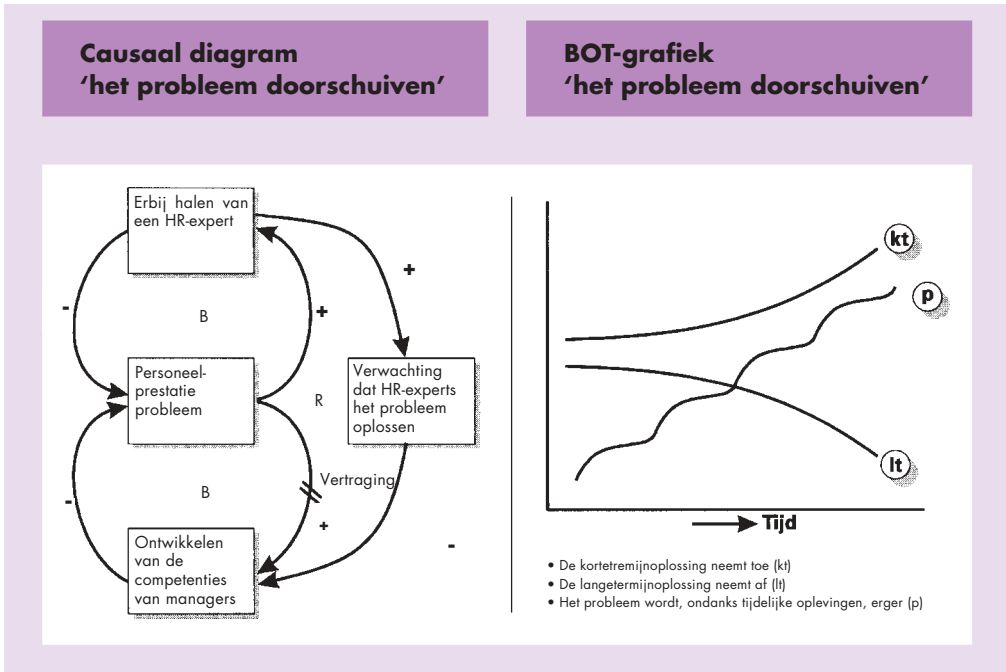 Causaal diagram
‘het probleem doorschuiven’
BOT-grafiek
‘het probleem doorschuiven’
Erbij halen van
een HR-expert
+
-
B
+
Personeel-
prestatie
probleem
R
Verwachting
dat HR-experts
het probleem
oplossen
Vertraging
-
B
+
-
Ontwikkelen
van de
competenties
van managers
kt
p
lt
Tijd
• De kortetremijnoplossing neemt toe (kt)
• De langetermijnoplossing neemt af (lt)
• Het probleem wordt, ondanks tijdelijke oplevingen, erger (p)